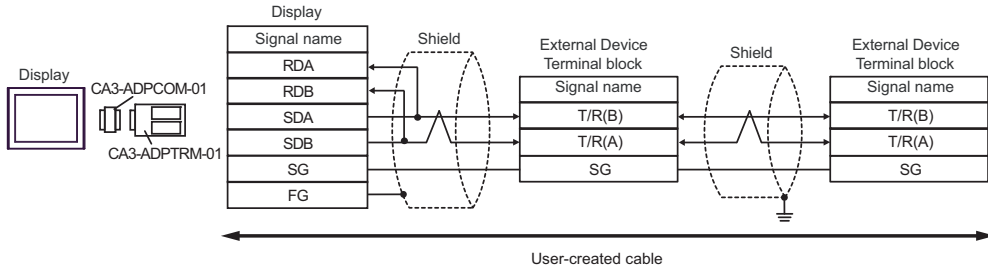 Display
CA3-ADPCOM-01
CA3-ADPTRM-01
Display
Signal name
RDA
RDB
SDA
SDB
SG
FG
Shield
External Device
Terminal block
Signal name
T/R(B)
T/R(A)
SG
Shield
External Device
Terminal block
Signal name
T/R(B)
T/R(A)
SG
User-created cable